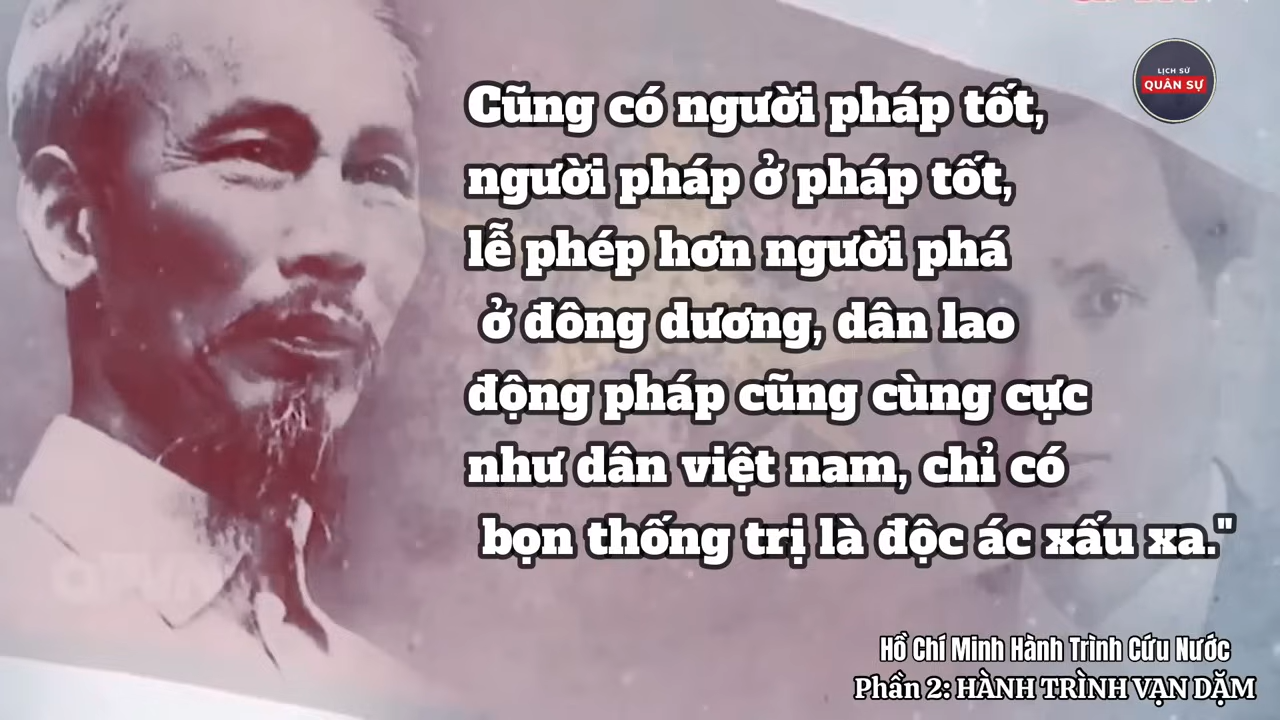 LỊCH SỬ
QUÂN SỰ
Cũng có người pháp tốt,
người pháp ở pháp tốt,
lễ phép hơn người phá
ở đông dương, dân lao
động pháp cũng cùng cực
như dân việt nam, chỉ có
bọn thống trị là độc ác xấu xa."
Hồ Chí Minh Hành Trình Cứu Nước
Phần 2: HÀNH TRÌNH VẠN DẶM